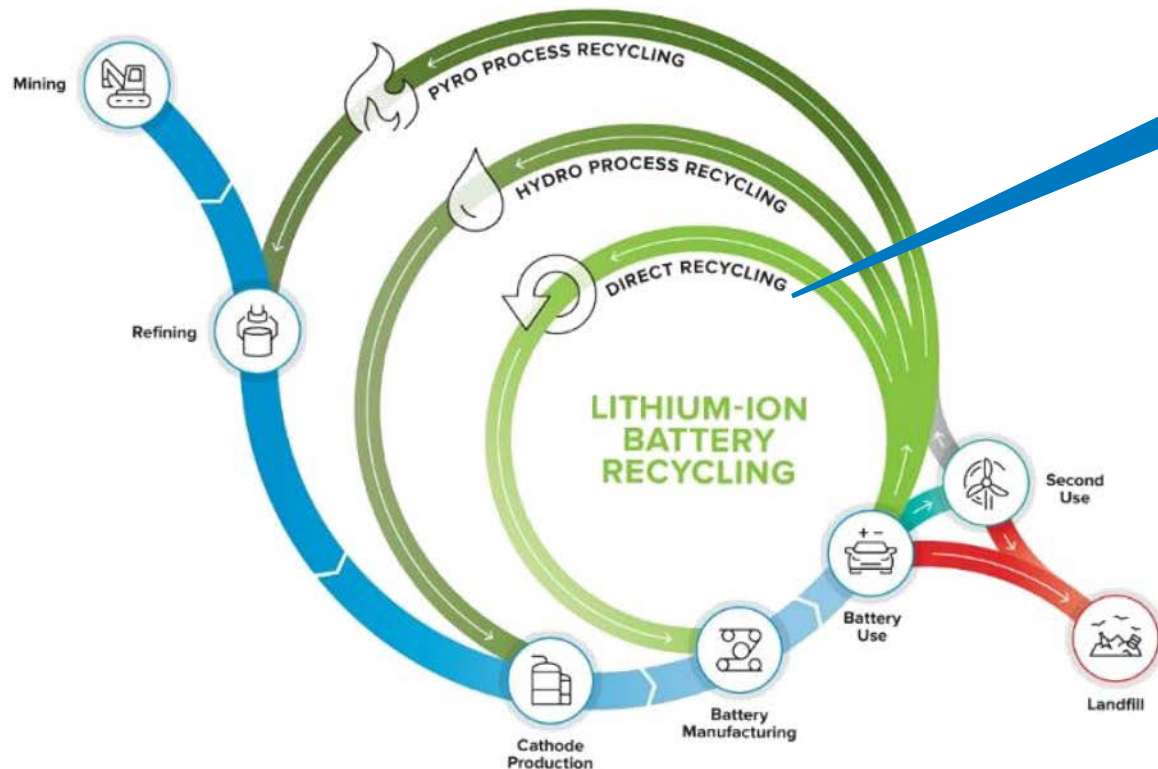 Mining
PYRO PROCESS RECYCLING
HYDRO PROCESS RECYCLING
DIRECT RECYCLING
Refining
LITHIUM-ION
BATTERY
RECYCLING
+ −
Second
Use
Battery
Use
Landfill
Battery
Manufacturing
Cathode
Production